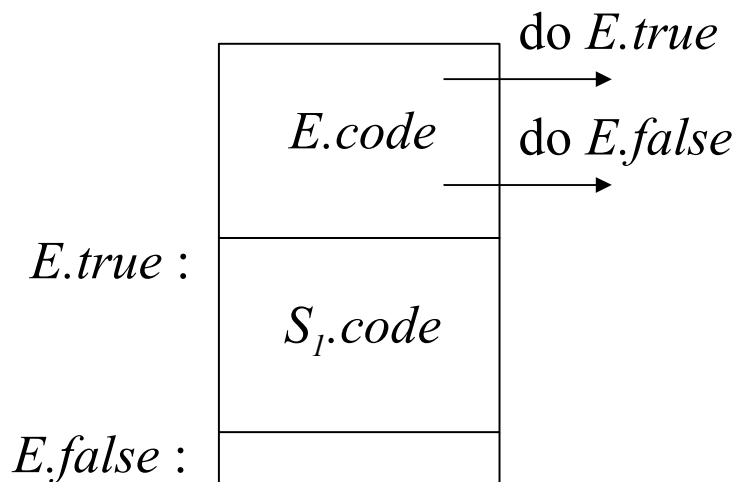 do E.true
E.code
do E.false
E.true :
S₁.code
E.false :